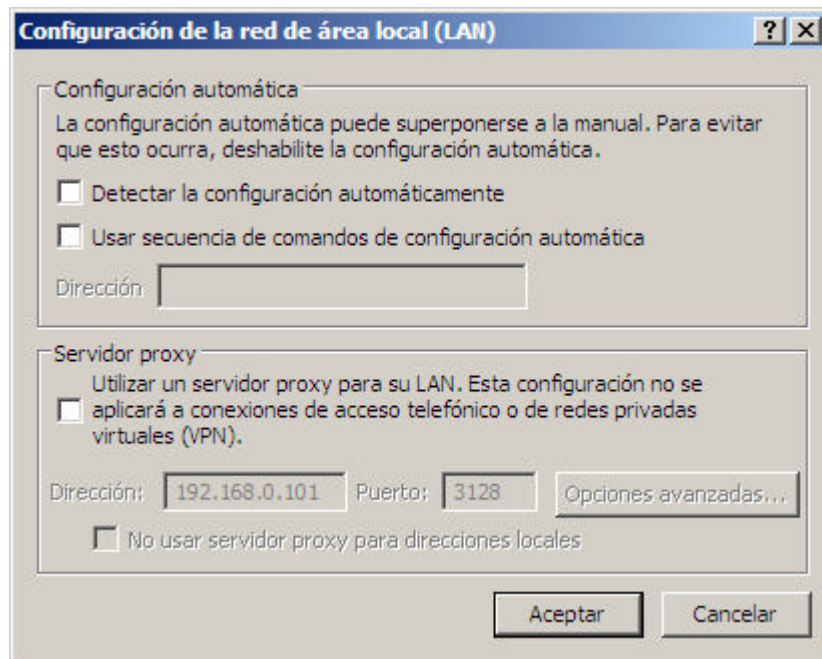 Configuración de la red de área local (LAN)
Configuración automática
La configuración automática puede superponerse a la manual. Para evitar
que esto ocurra, deshabilite la configuración automática.
Detectar la configuración automáticamente
Usar secuencia de comandos de configuración automática
Dirección
Servidor proxy
Utilizar un servidor proxy para su LAN. Esta configuración no se
aplicará a conexiones de acceso telefónico o de redes privadas
virtuales (VPN).
Dirección: 192.168.0.101 Puerto: 3128 Opciones avanzadas...
No usar servidor proxy para direcciones locales
Aceptar Cancelar